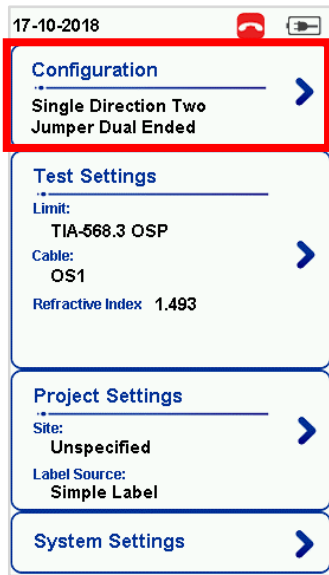 17-10-2018
Configuration
Single Direction Two
Jumper Dual Ended
Test Settings
Limit:
TIA-568.3 OSP
Cable:
OS1
Refractive Index 1.493
Project Settings
Site:
Unspecified
Label Source:
Simple Label
System Settings